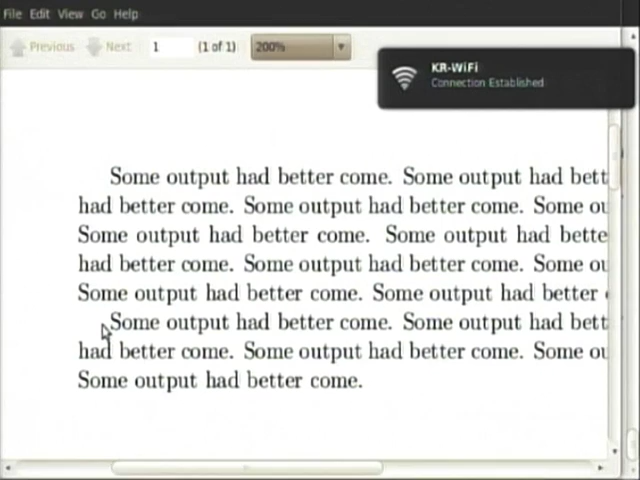 File Edit View Go Help
Previous Next 1 (1 of 1) 200%
KR-WiFi
Connection Established
Some output had better come. Some output had bett
had better come. Some output had better come. Some ou
Some output had better come. Some output had bette
had better come. Some output had better come. Some ou
Some output had better come. Some output had better
Some output had better come. Some output had bett
had better come. Some output had better come. Some ou
Some output had better come.